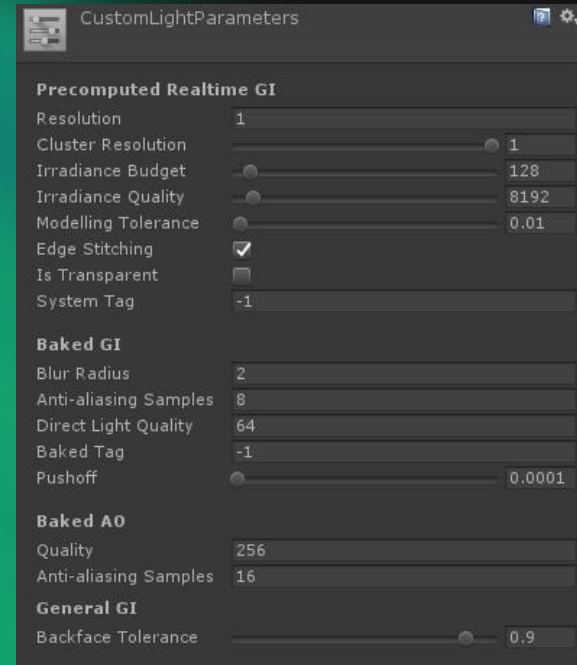 CustomLightParameters
Precomputed Realtime GI
Resolution 1
Cluster Resolution 1
Irradiance Budget 128
Irradiance Quality 8192
Modelling Tolerance 0.01
Edge Stitching
Is Transparent
System Tag -1
Baked GI
Blur Radius 2
Anti-aliasing Samples 8
Direct Light Quality 64
Baked Tag -1
Pushoff 0.0001
Baked AO
Quality 256
Anti-aliasing Samples 16
General GI
Backface Tolerance 0.9